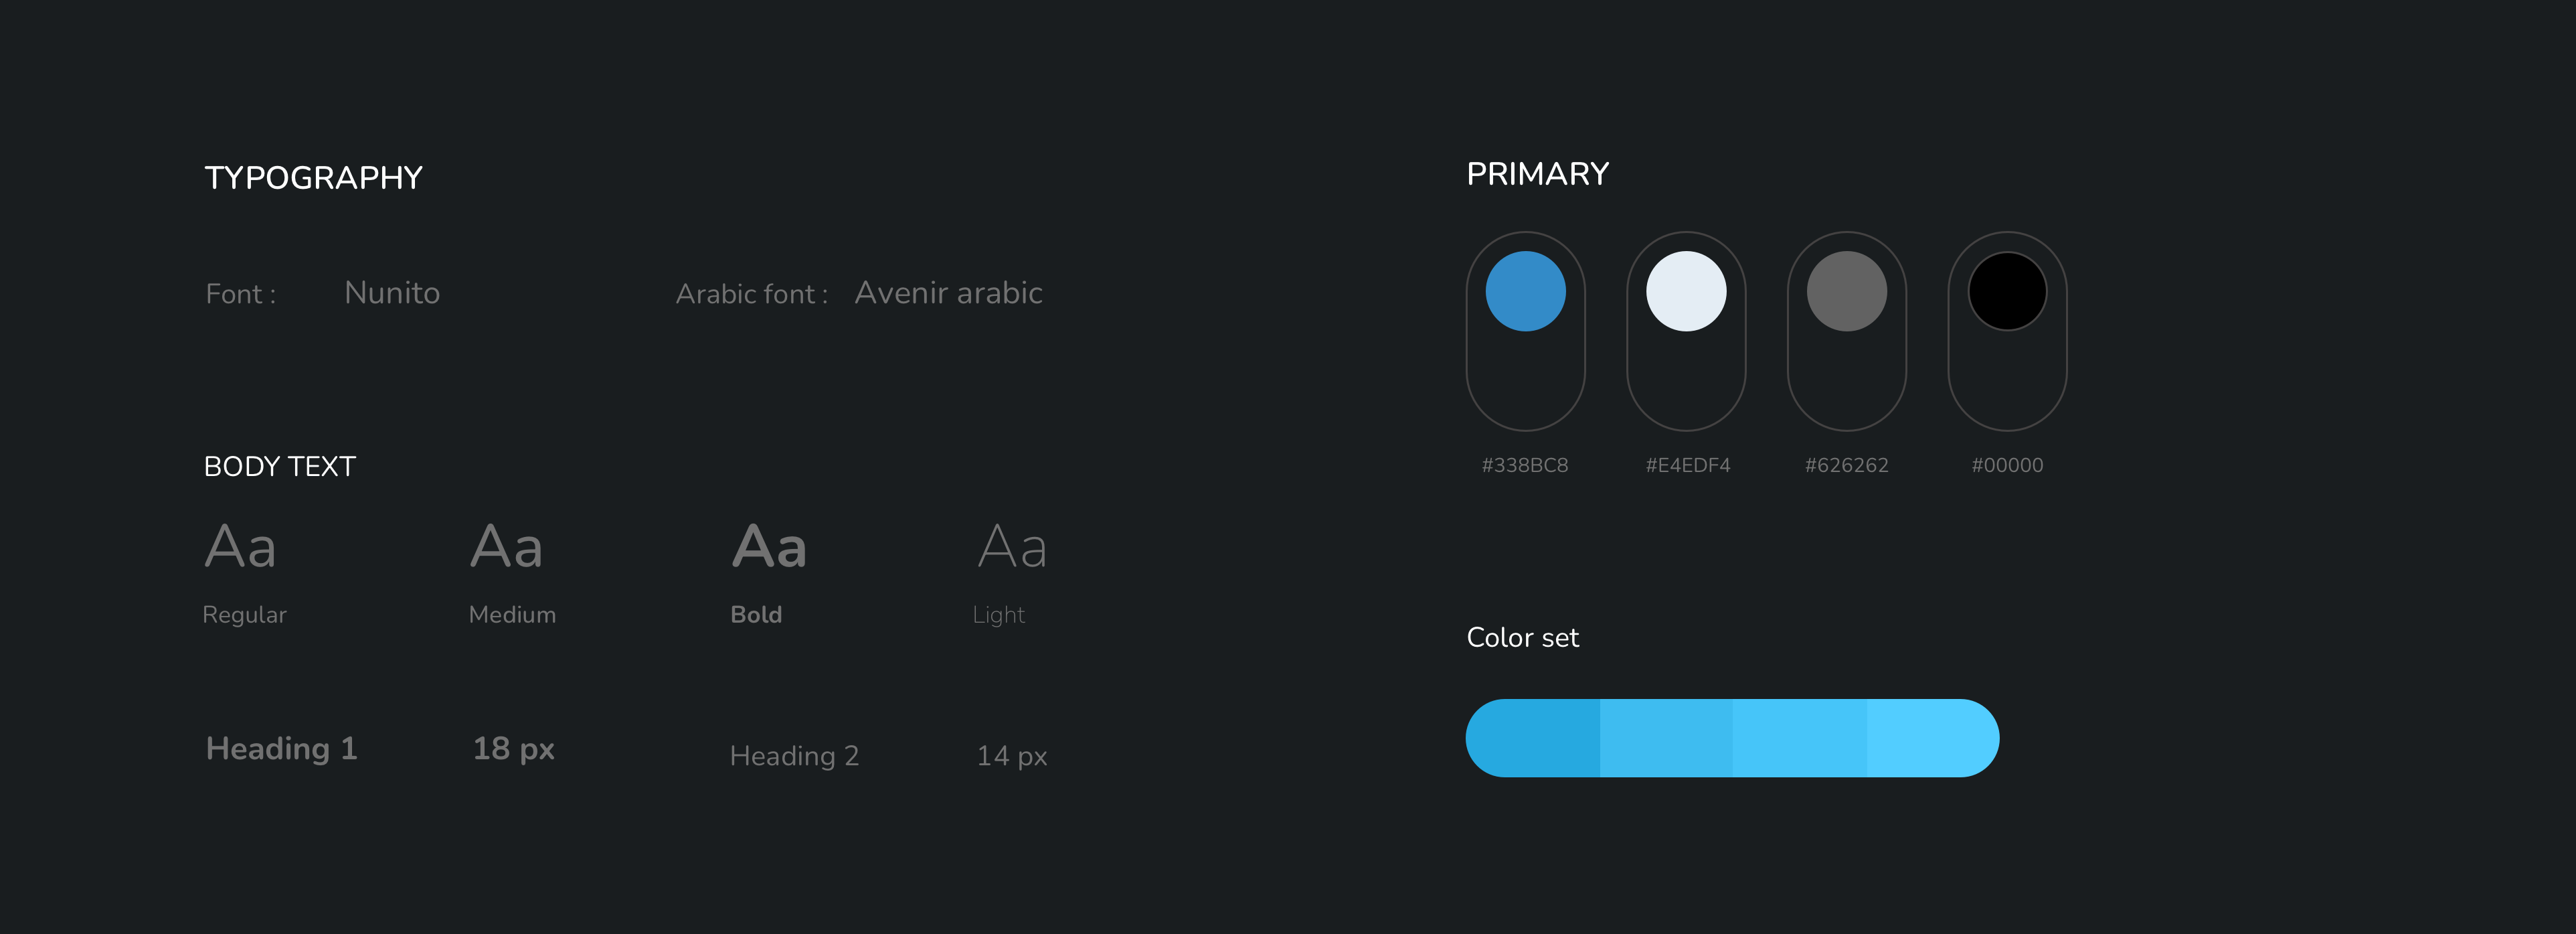 TYPOGRAPHY
Font : Nunito Arabic font : Avenir arabic
BODY TEXT
Aa Aa Aa Aa
Regular Medium Bold Light
Heading 1 18 px Heading 2 14 px
PRIMARY
#338BC8 #E4EDF4 #626262 #00000
Color set